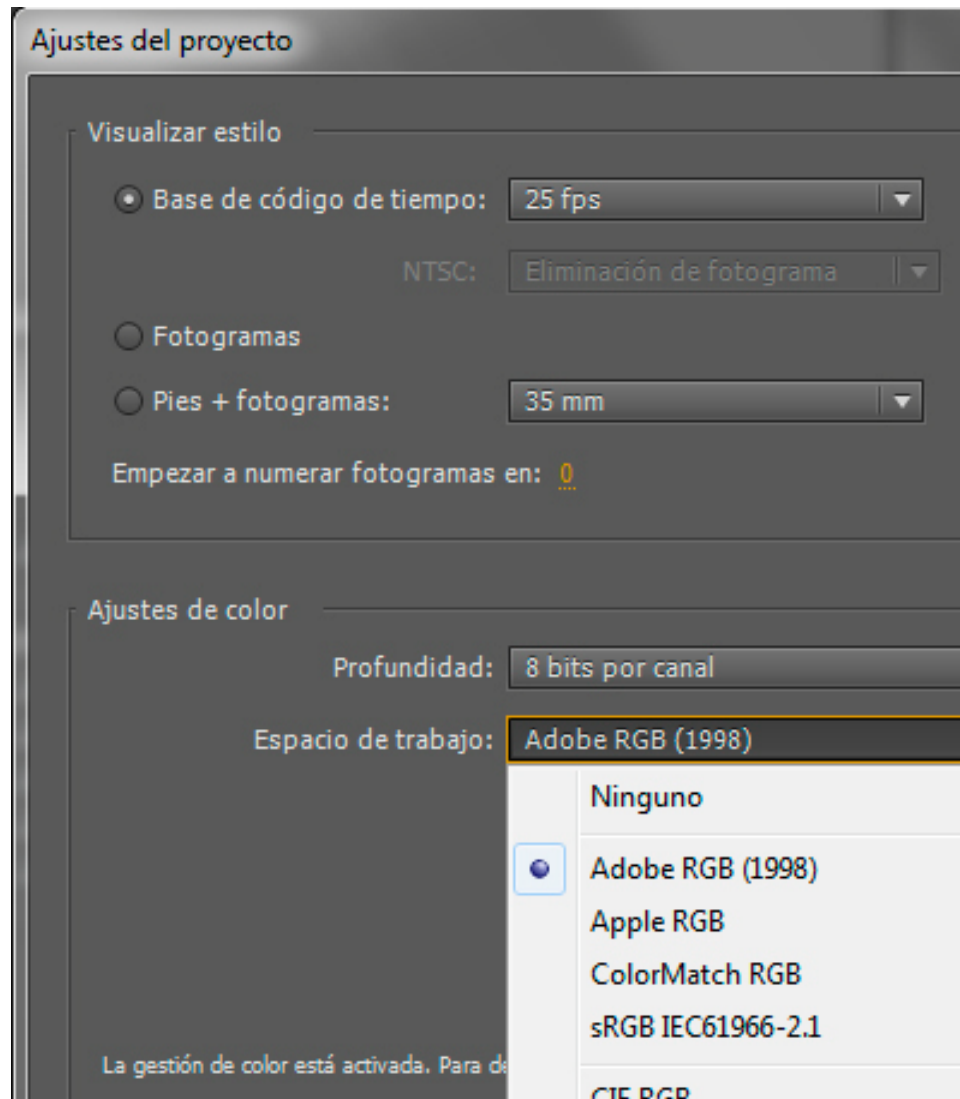 Ajustes del proyecto
Visualizar estilo
Base de código de tiempo: 25 fps
NTSC: Eliminación de fotograma
Fotogramas
Pies + fotogramas: 35 mm
Empezar a numerar fotogramas en: 0
Ajustes de color
Profundidad: 8 bits por canal
Espacio de trabajo: Adobe RGB (1998)
Ninguno
Adobe RGB (1998)
Apple RGB
ColorMatch RGB
sRGB IEC61966-2.1
La gestión de color está activada. Para
CIE RGB